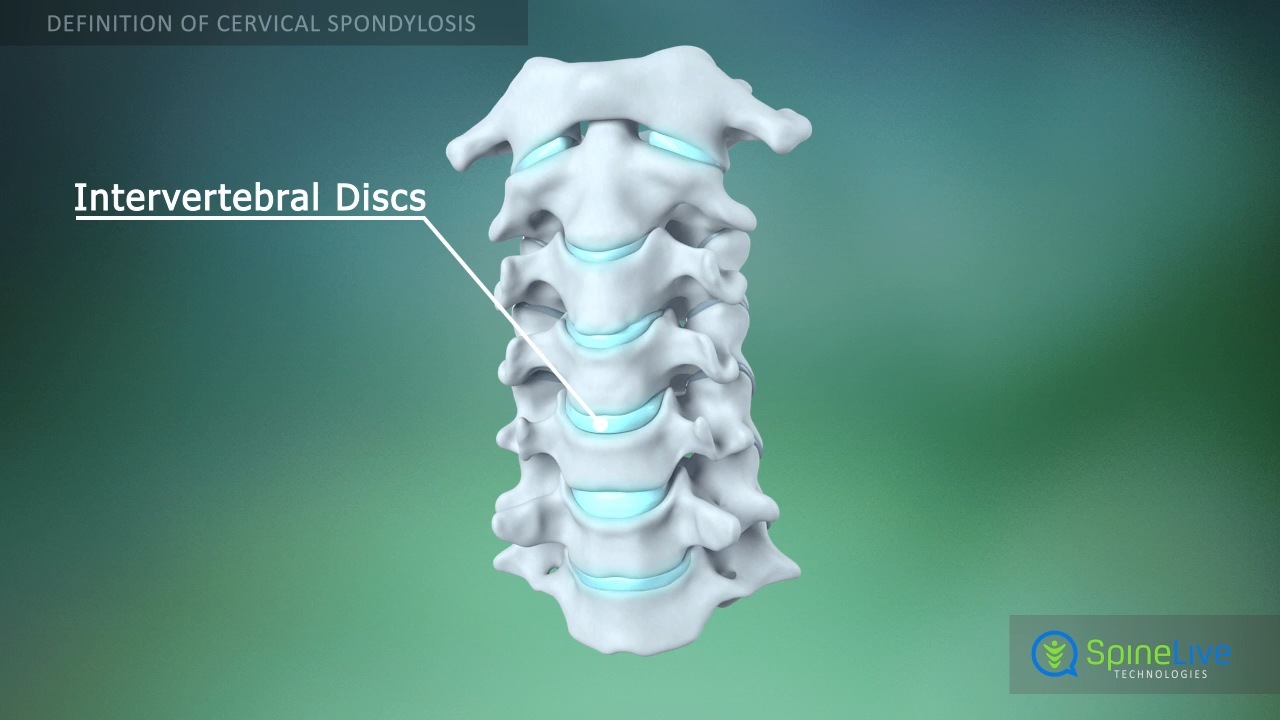 DEFINITION OF CERVICAL SPONDYLOSIS
Intervertebral Discs
SpineLive
TECHNOLOGIES